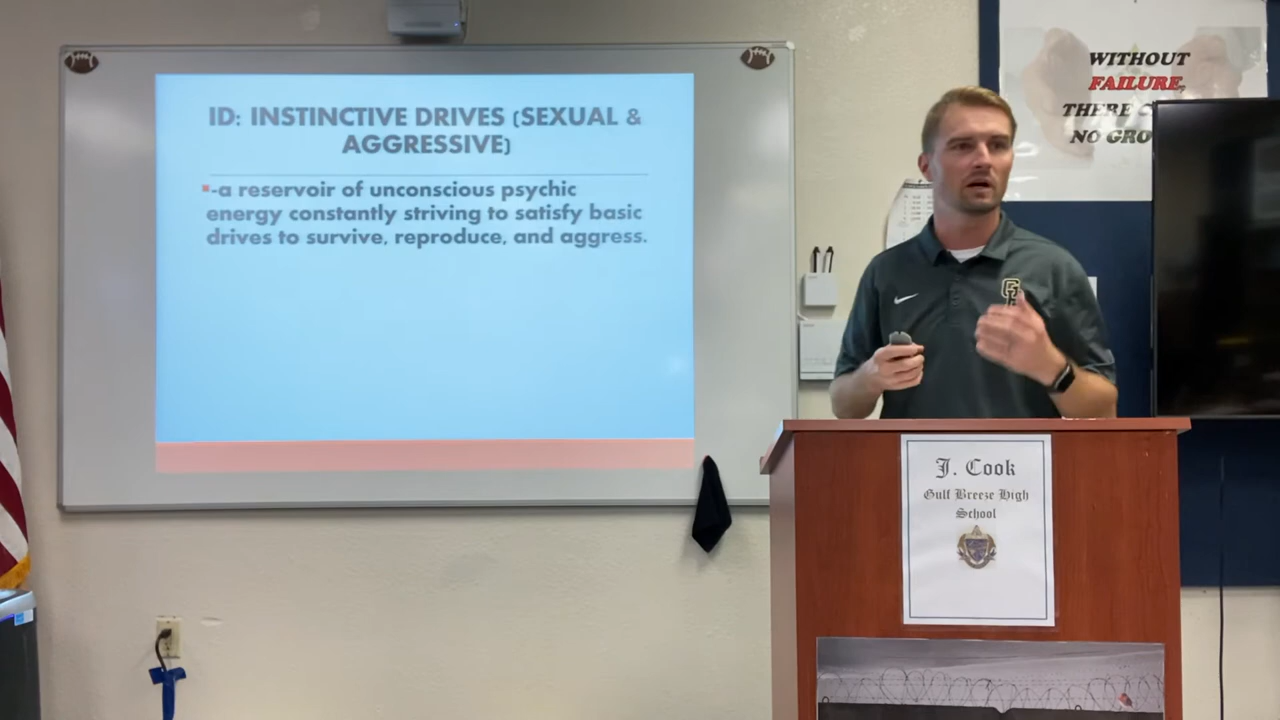 ID: INSTINCTIVE DRIVES (SEXUAL &
AGGRESSIVE)
-a reservoir of unconscious psychic
energy constantly striving to satisfy basic
drives to survive, reproduce, and aggress.
WITHOUT
FAILURE,
THERE C
NO GRO
GB
J. Cook
Gulf Breeze High
School